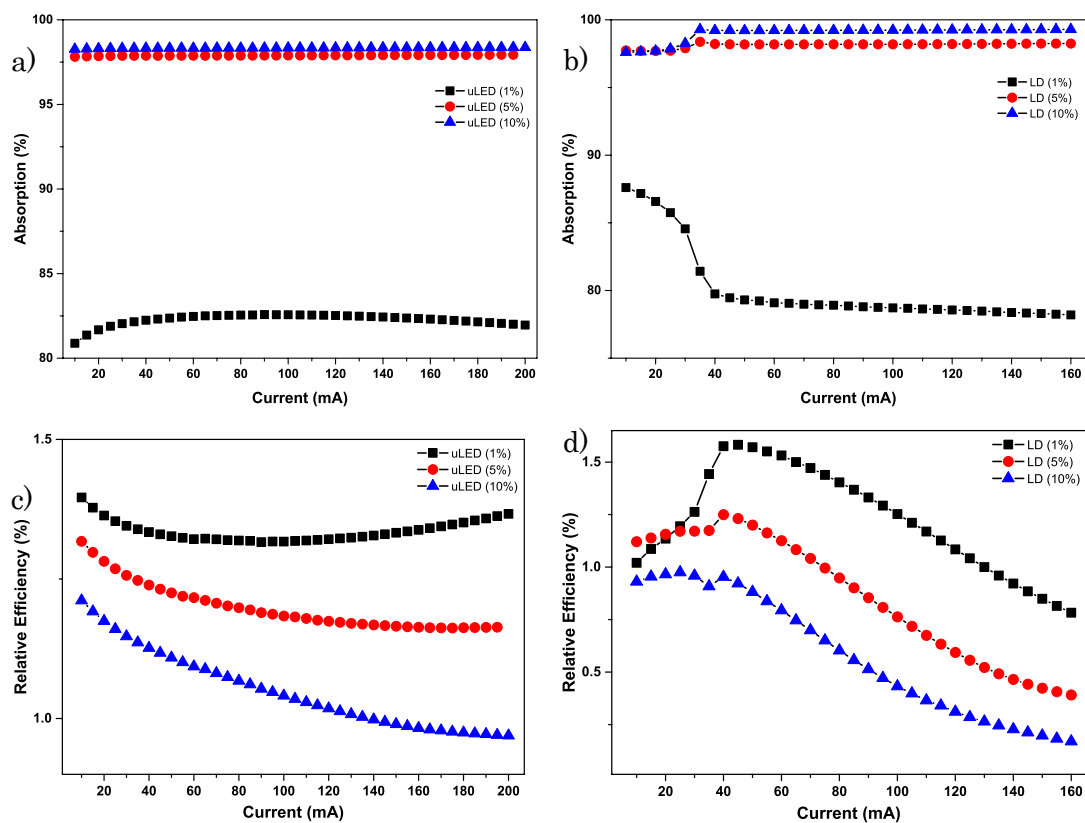 a)
100
95
90
85
80
Absorption (%)
uLED (1%)
uLED (5%)
uLED (10%)
20 40 60 80 100 120 140 160 180 200
Current (mA)
b)
100
90
80
Absorption (%)
LD (1%)
LD (5%)
LD (10%)
20 40 60 80 100 120 140 160
Current (mA)
c)
1.5
1.0
Relative Efficiency (%)
uLED (1%)
uLED (5%)
uLED (10%)
20 40 60 80 100 120 140 160 180 200
Current (mA)
d)
1.5
1.0
0.5
Relative Efficiency (%)
LD (1%)
LD (5%)
LD (10%)
20 40 60 80 100 120 140 160
Current (mA)